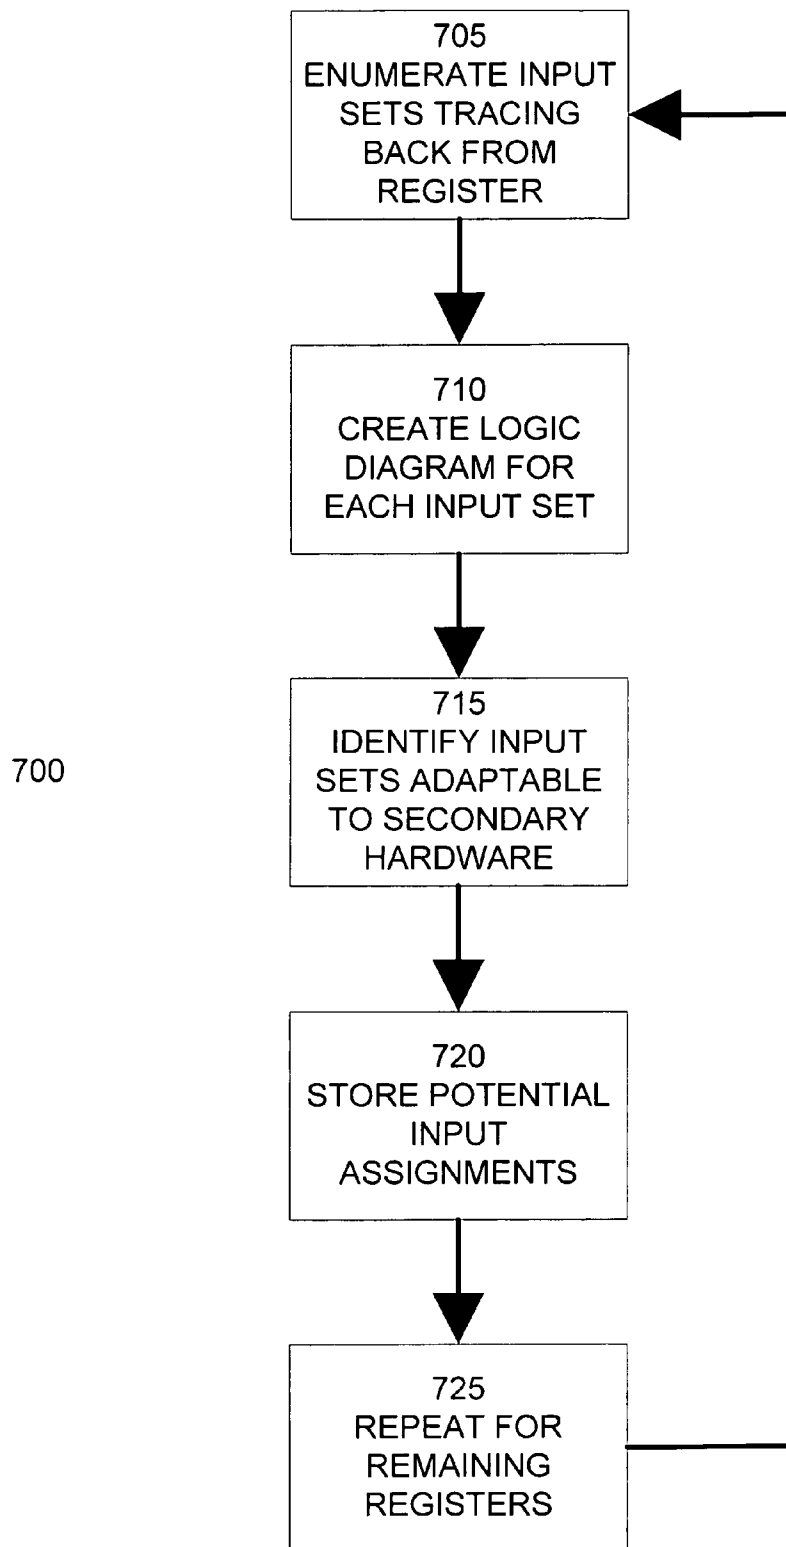 705
ENUMERATE INPUT
SETS TRACING
BACK FROM
REGISTER
710
CREATE LOGIC
DIAGRAM FOR
EACH INPUT SET
715
IDENTIFY INPUT
SETS ADAPTABLE
TO SECONDARY
HARDWARE
700
720
STORE POTENTIAL
INPUT
ASSIGNMENTS
725
REPEAT FOR
REMAINING
REGISTERS